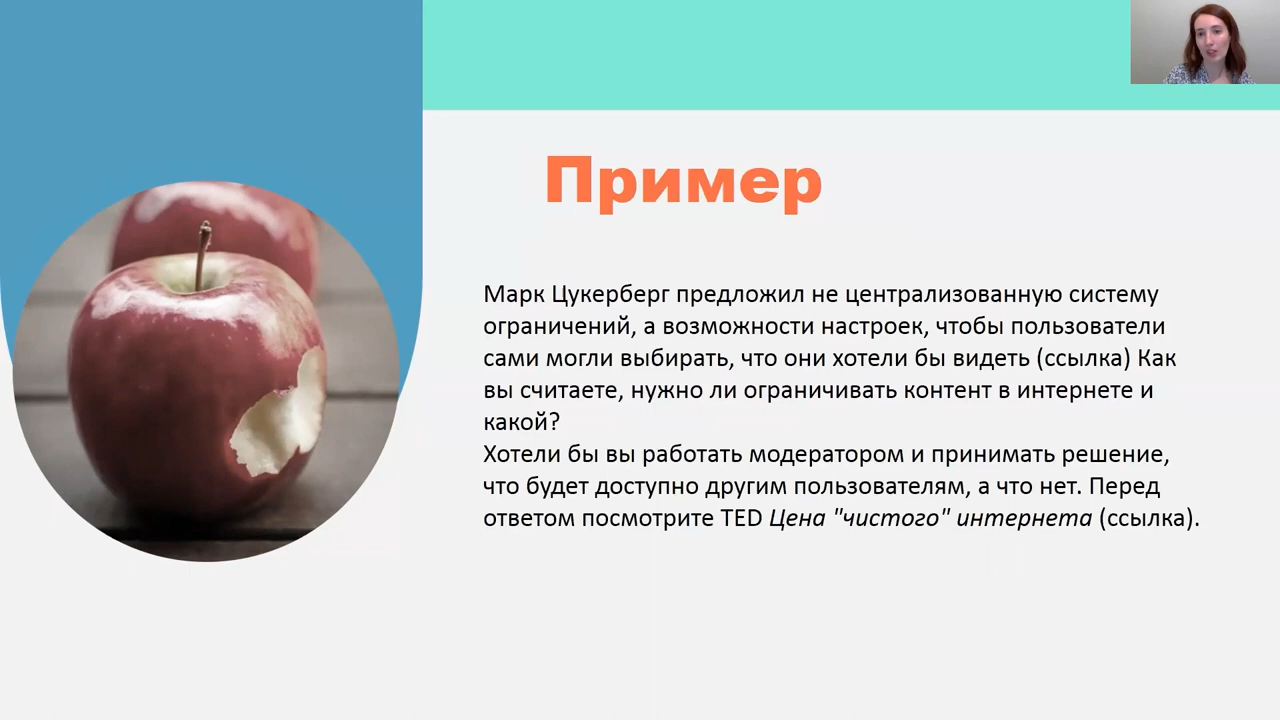 Пример
Марк Цукерберг предложил не централизованную систему
ограничений, а возможности настроек, чтобы пользователи
сами могли выбирать, что они хотели бы видеть (ссылка) Как
вы считаете, нужно ли ограничивать контент в интернете и
какой?
Хотели бы вы работать модератором и принимать решение,
что будет доступно другим пользователям, а что нет. Перед
ответом посмотрите TED Цена "чистого" интернета (ссылка).